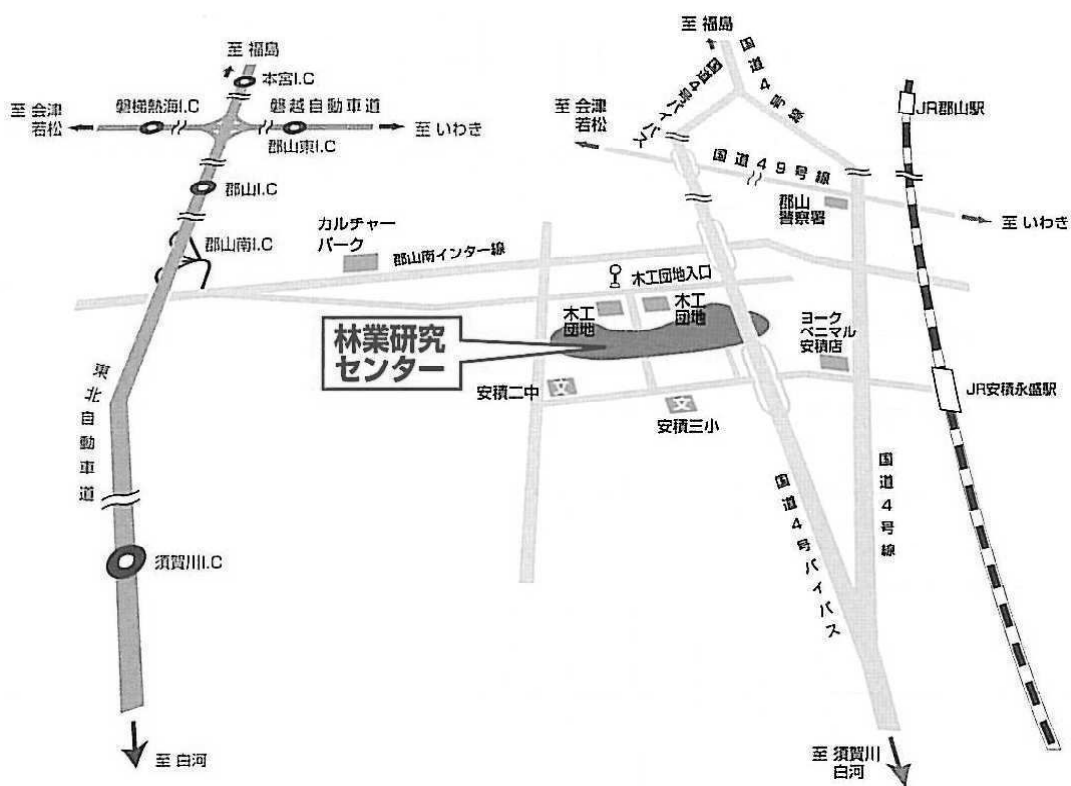 至 福島
本宮I.C
至 会津
若松
磐梯熱海I.C
磐越自動車道
郡山東I.C
至 いわき
郡山I.C
郡山南I.C
カルチャー
パーク
郡山南インター線
東北自動車道
須賀川I.C
至 白河
至 福島
国道4号バイパス
国道4号線
至 会津
若松
国道49号線
郡山
警察署
至 いわき
JR郡山駅
木工団地入口
木工
団地
木工
団地
林業研究
センター
ヨーク
ベニマル
安積店
安積二中
文
文
安積三小
JR安積永盛駅
国道4号バイパス
国道4号線
至 須賀川
白河